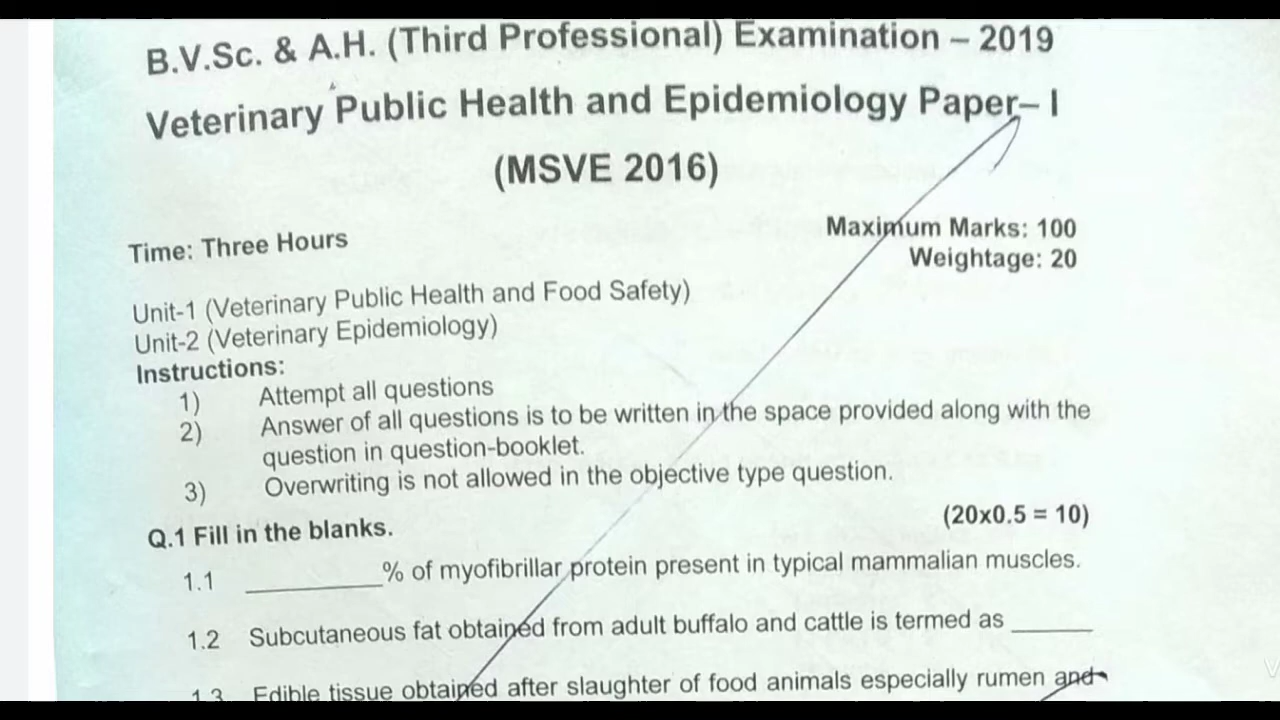 B.V.Sc. & A.H. (Third Professional) Examination – 2019
Veterinary Public Health and Epidemiology Paper– I
(MSVE 2016)
Time: Three Hours
Maximum Marks: 100
Weightage: 20
Unit-1 (Veterinary Public Health and Food Safety)
Unit-2 (Veterinary Epidemiology)
Instructions:
1) Attempt all questions
2) Answer of all questions is to be written in the space provided along with the
question in question-booklet.
3) Overwriting is not allowed in the objective type question.
Q.1 Fill in the blanks. (20x0.5 = 10)
1.1 __________% of myofibrillar protein present in typical mammalian muscles.
1.2 Subcutaneous fat obtained from adult buffalo and cattle is termed as ______
1.3 Edible tissue obtained after slaughter of food animals especially rumen and